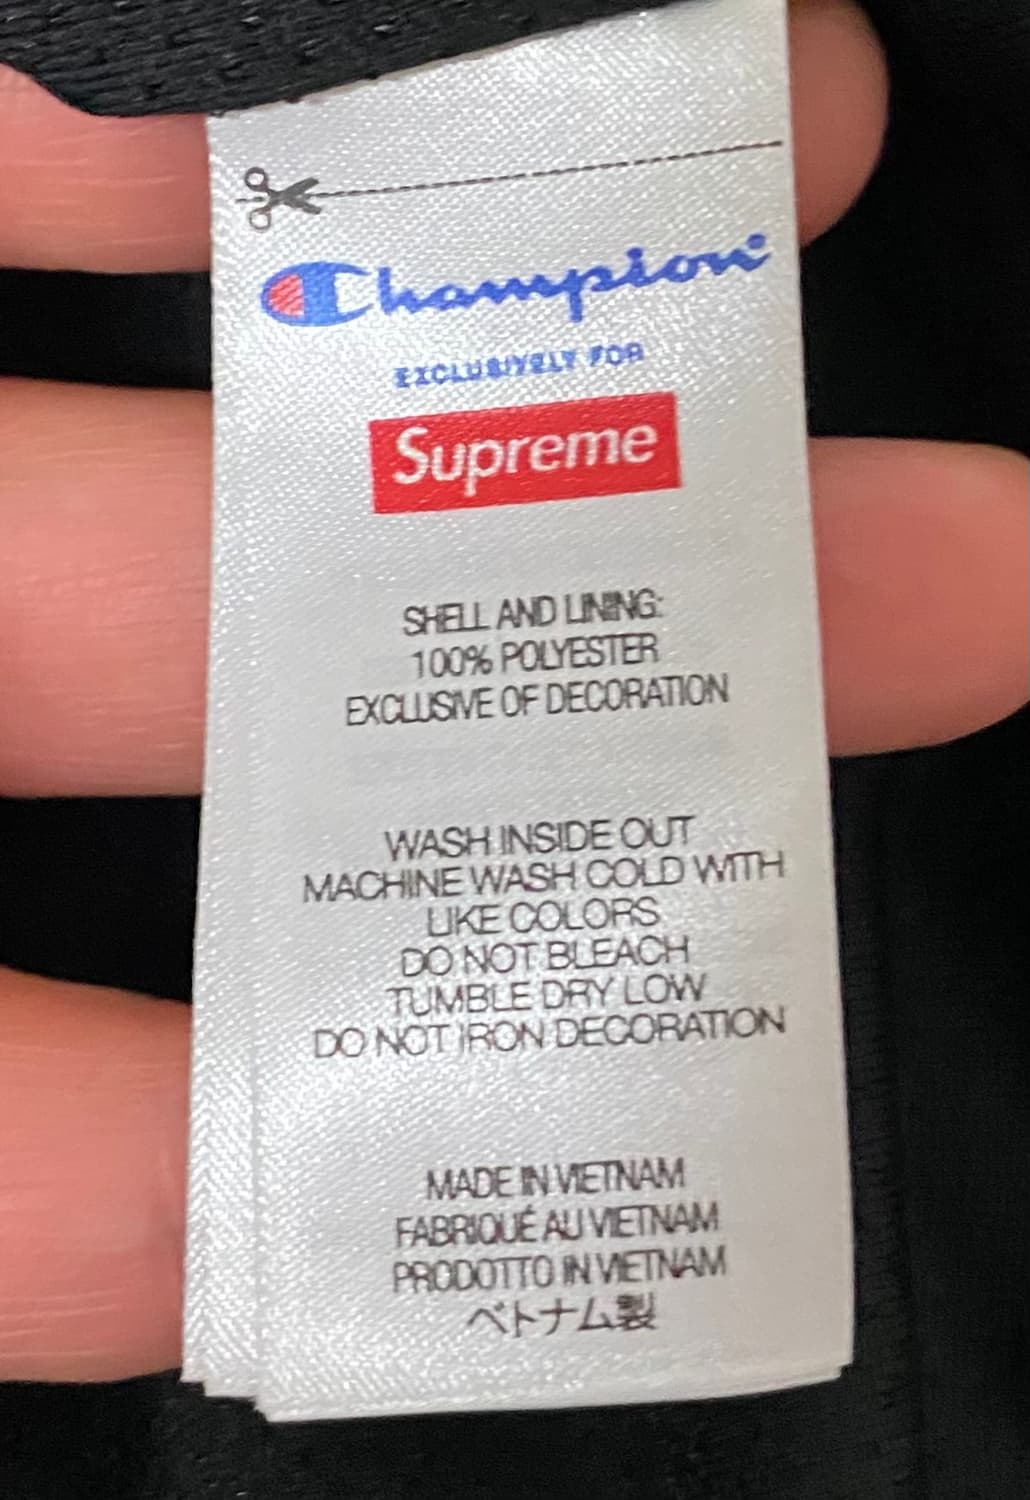 Champion
EXCLUSIVELY FOR
Supreme
SHELL AND LINING:
100% POLYESTER
EXCLUSIVE OF DECORATION
WASH INSIDE OUT
MACHINE WASH COLD WITH
LIKE COLORS
DO NOT BLEACH
TUMBLE DRY LOW
DO NOT IRON DECORATION
MADE IN VIETNAM
FABRIQUÉ AU VIETNAM
PRODOTTO IN VIETNAM
ベトナム製